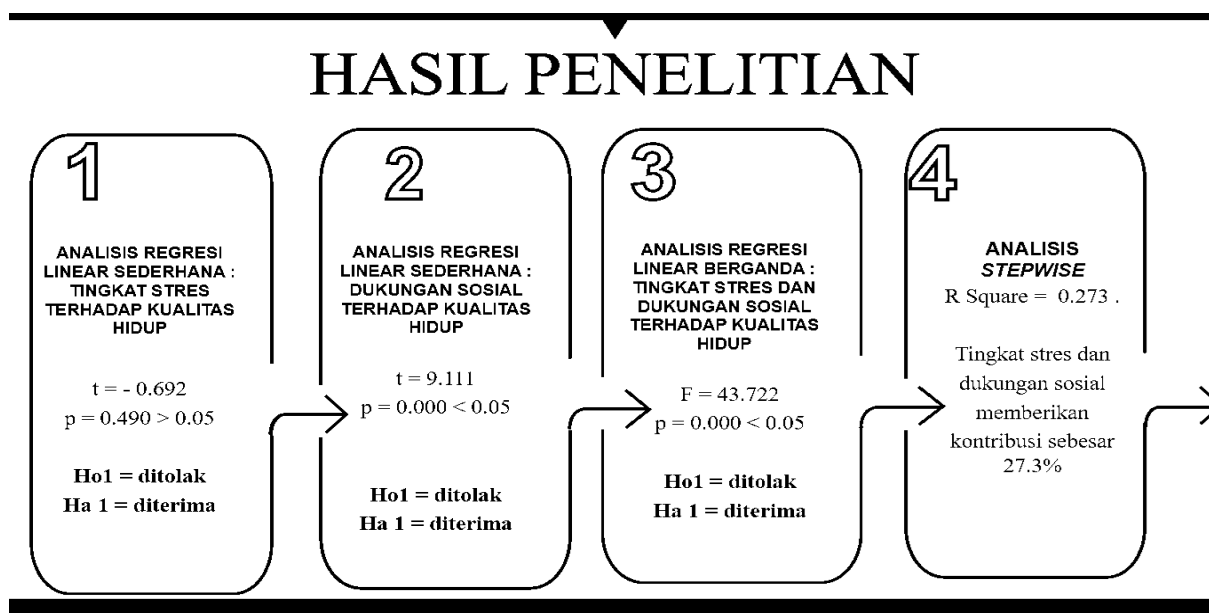 HASIL PENELITIAN
1
ANALISIS REGRESI
LINEAR SEDERHANA :
TINGKAT STRES
TERHADAP KUALITAS
HIDUP
t = - 0.692
p = 0.490 > 0.05
Ho1 = ditolak
Ha 1 = diterima
2
ANALISIS REGRESI
LINEAR SEDERHANA :
DUKUNGAN SOSIAL
TERHADAP KUALITAS
HIDUP
t = 9.111
p = 0.000 < 0.05
Ho1 = ditolak
Ha 1 = diterima
3
ANALISIS REGRESI
LINEAR BERGANDA :
TINGKAT STRES DAN
DUKUNGAN SOSIAL
TERHADAP KUALITAS
HIDUP
F = 43.722
p = 0.000 < 0.05
Ho1 = ditolak
Ha 1 = diterima
4
ANALISIS
STEPWISE
R Square = 0.273 .
Tingkat stres dan
dukungan sosial
memberikan
kontribusi sebesar
27.3%